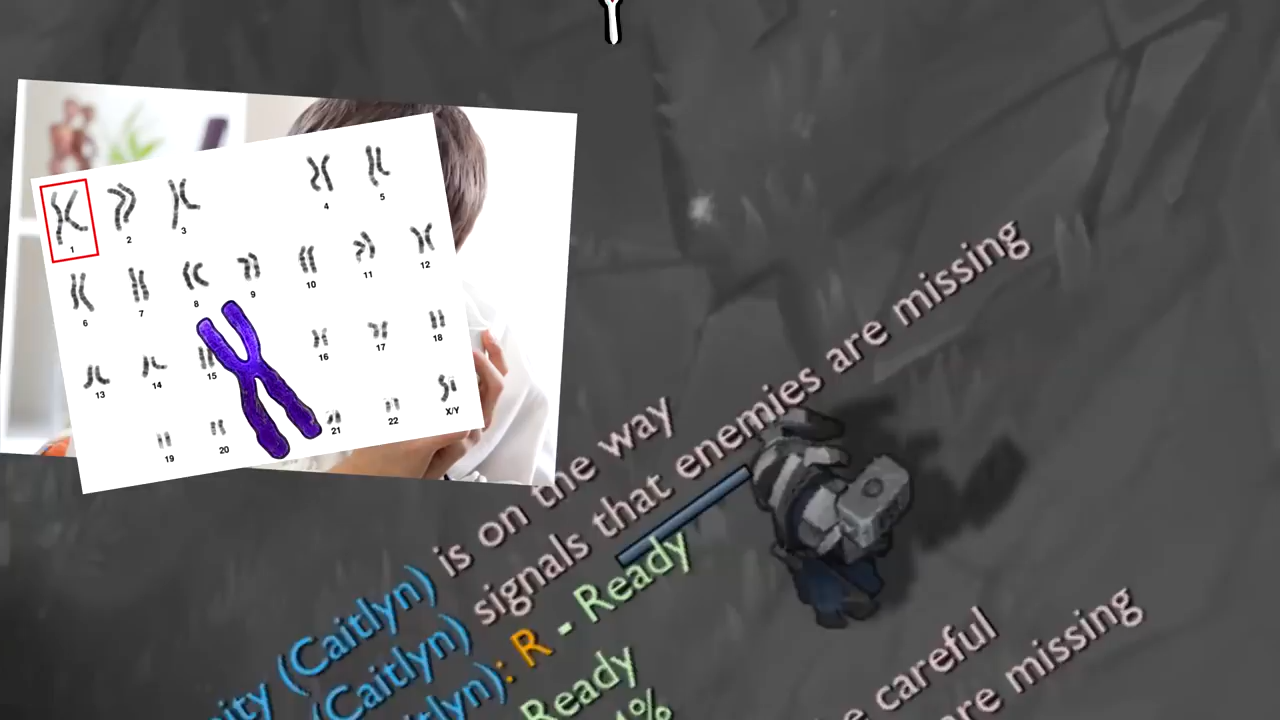 Y
4 5
1 2 3
6 7 8 9 10 11 12
13 14 15 16 17 18
19 20 21 22 X/Y
(Caitlyn) is on the way
(Caitlyn) signals that enemies are missing
: R - Ready
Ready
careful
are missing